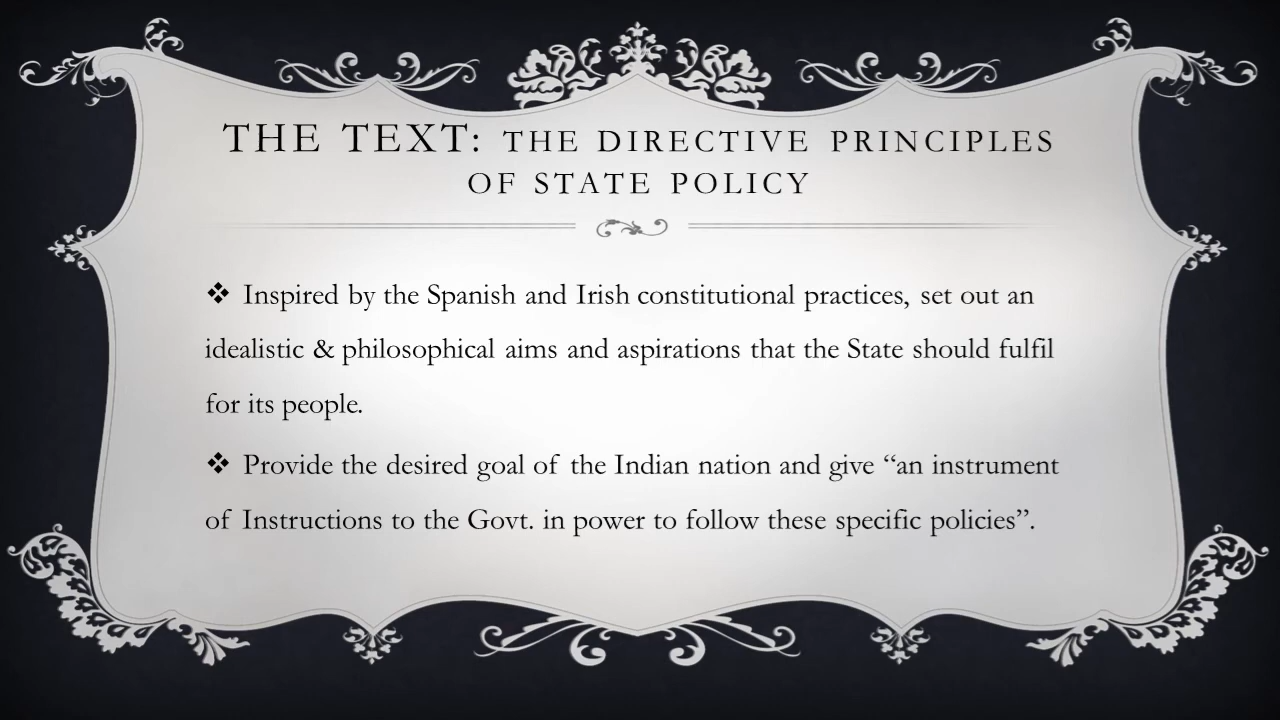 THE TEXT: THE DIRECTIVE PRINCIPLES
OF STATE POLICY
❖ Inspired by the Spanish and Irish constitutional practices, set out an
idealistic & philosophical aims and aspirations that the State should fulfil
for its people.
❖ Provide the desired goal of the Indian nation and give “an instrument
of Instructions to the Govt. in power to follow these specific policies”.